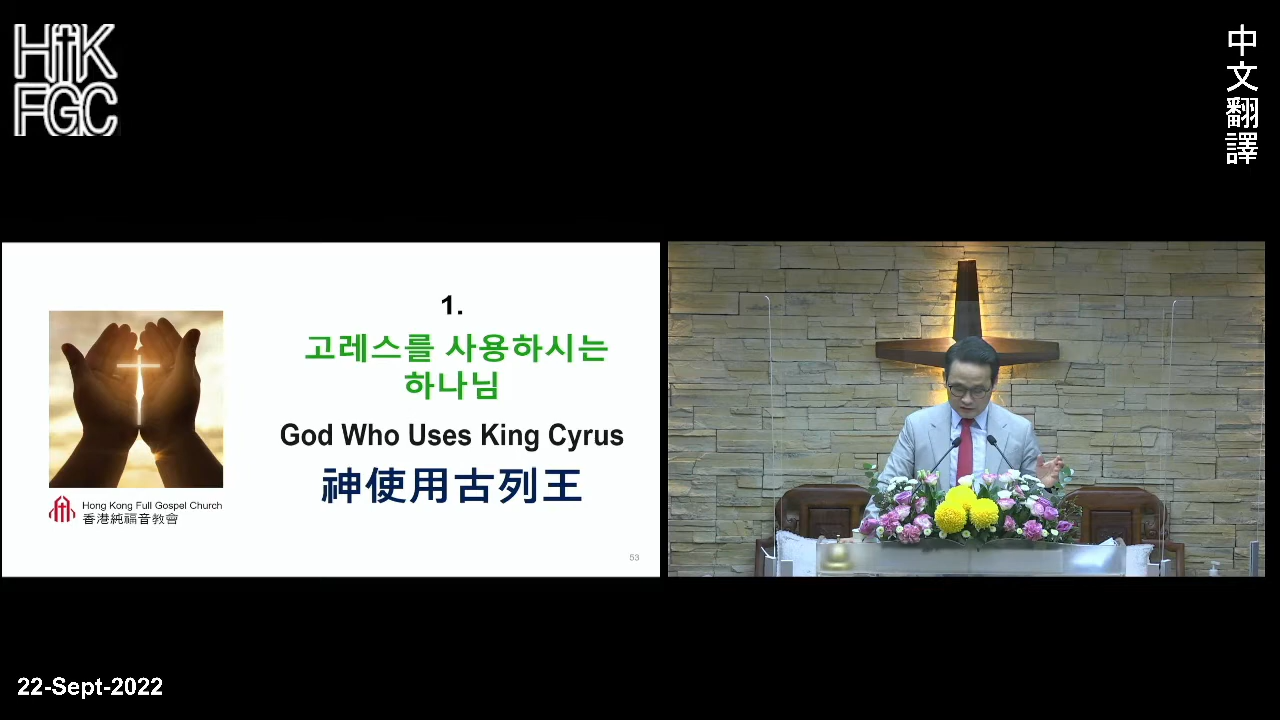 HK
FGC
中文翻譯
1.
고레스를 사용하시는
하나님
God Who Uses King Cyrus
神使用古列王
Hong Kong Full Gospel Church
香港純福音教會
53
22-Sept-2022